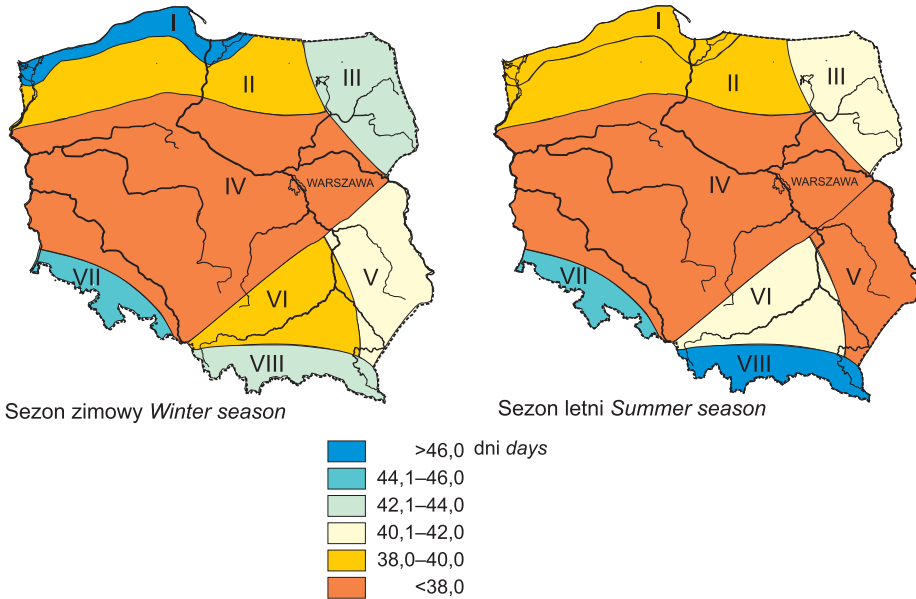 I
II
III
IV
WARSZAWA
V
VI
VII
VIII
Sezon zimowy Winter season
I
II
III
IV
WARSZAWA
V
VI
VII
VIII
Sezon letni Summer season
>46,0 dni days
44,1–46,0
42,1–44,0
40,1–42,0
38,0–40,0
<38,0